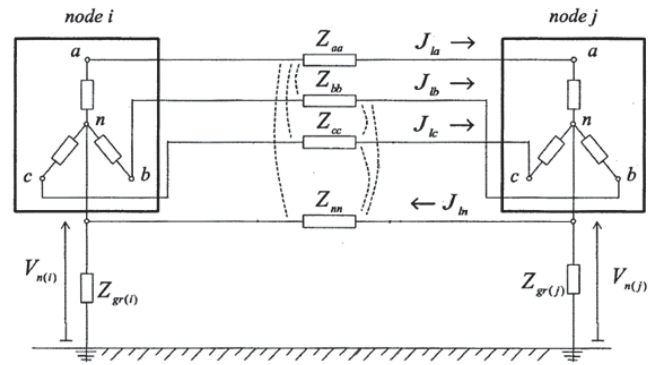 node i
node j
a
Z_aa
J_la →
a
Z_bb
J_lb →
n
n
Z_cc
J_lc →
c
b
c
b
Z_nn
← J_ln
V_n(i)
Z_gr(i)
Z_gr(j)
V_n(j)